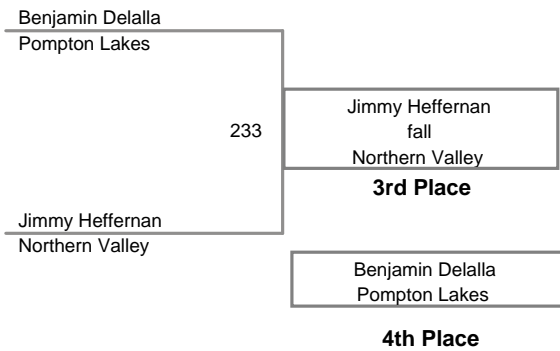 Benjamin Delalla
Pompton Lakes
233
Jimmy Heffernan
fall
Northern Valley
3rd Place
Jimmy Heffernan
Northern Valley
Benjamin Delalla
Pompton Lakes
4th Place